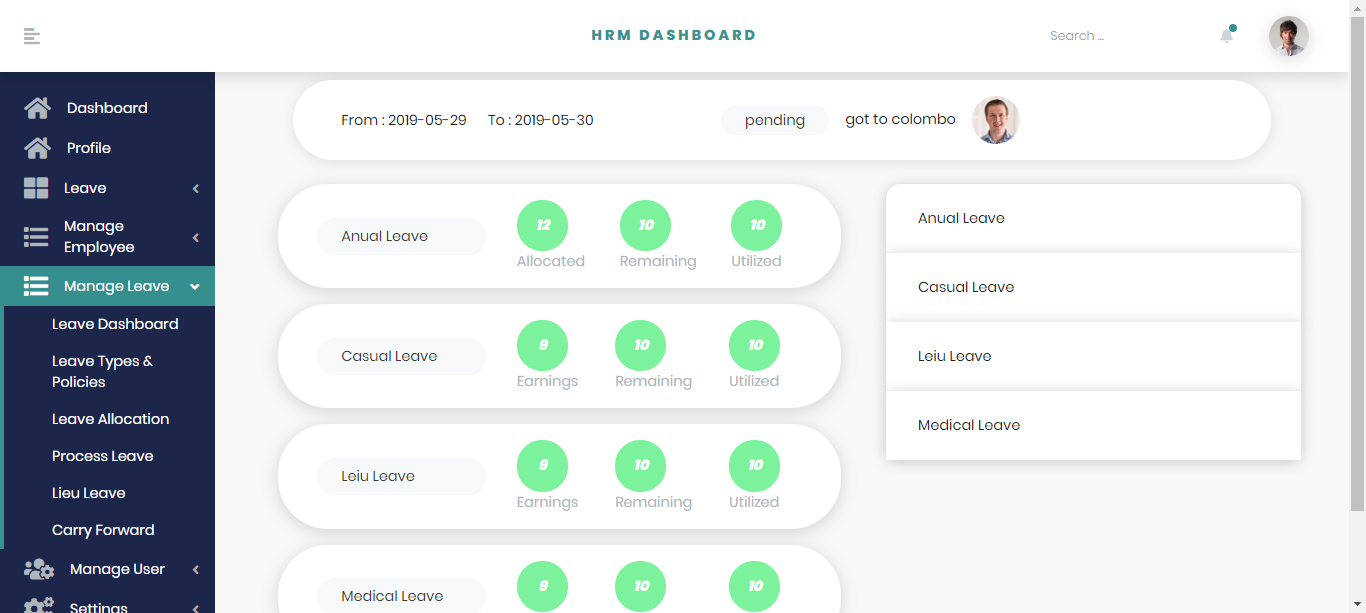 HRM DASHBOARD
Search ...
Dashboard
Profile
Leave
Manage
Employee
Manage Leave
Leave Dashboard
Leave Types &
Policies
Leave Allocation
Process Leave
Lieu Leave
Carry Forward
Manage User
Settings
From : 2019-05-29 To : 2019-05-30 pending got to colombo
Anual Leave
12 10 10
Allocated Remaining Utilized
Casual Leave
9 10 10
Earnings Remaining Utilized
Leiu Leave
9 10 10
Earnings Remaining Utilized
Medical Leave
9 10 10
Anual Leave
Casual Leave
Leiu Leave
Medical Leave